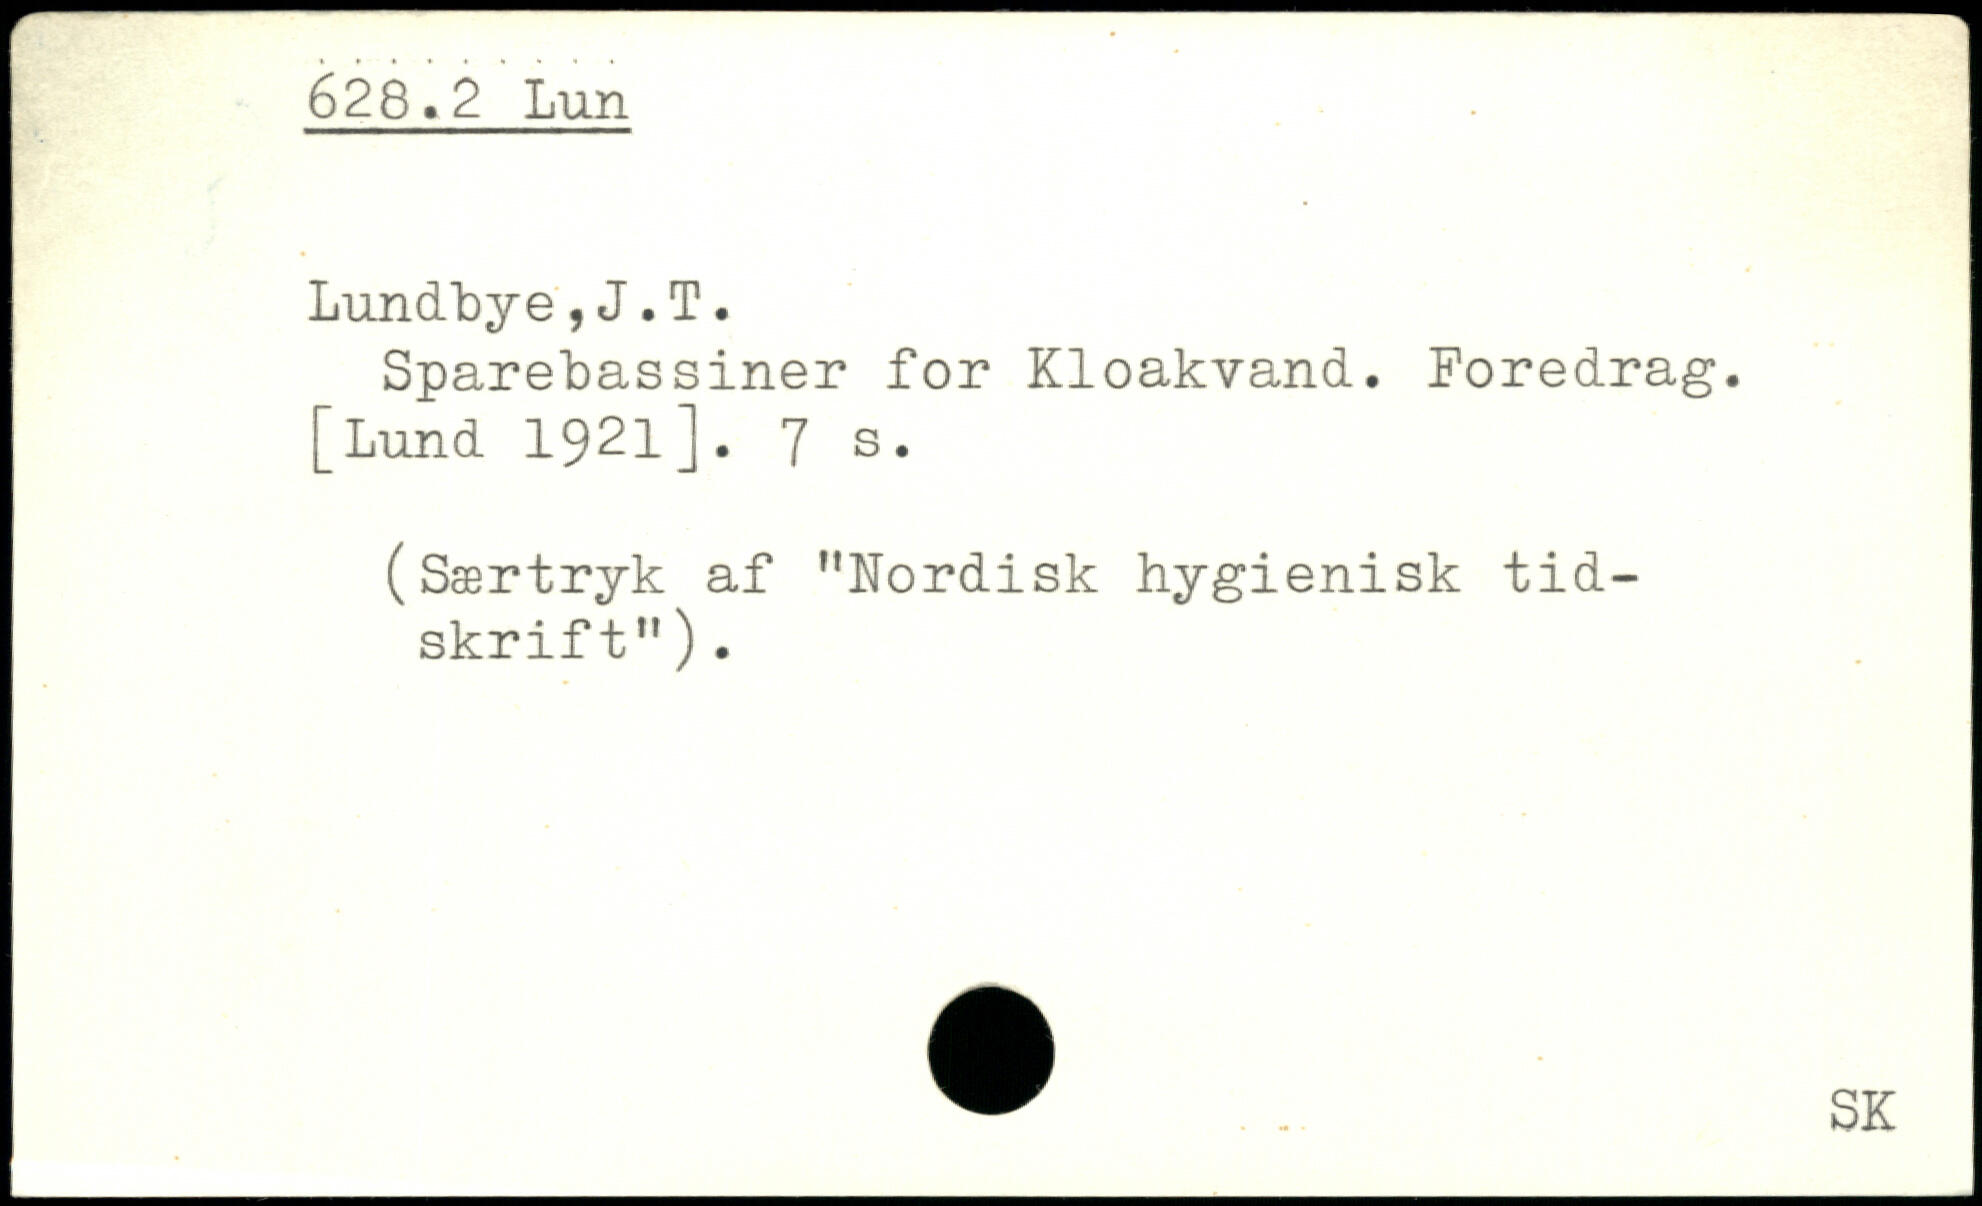 628.2 Lun
Lundbye,J.T.
Sparebassiner for Kloakvand. Foredrag.
[Lund 1921]. 7 s.
(Særtryk af "Nordisk hygienisk tid-
skrift").
SK